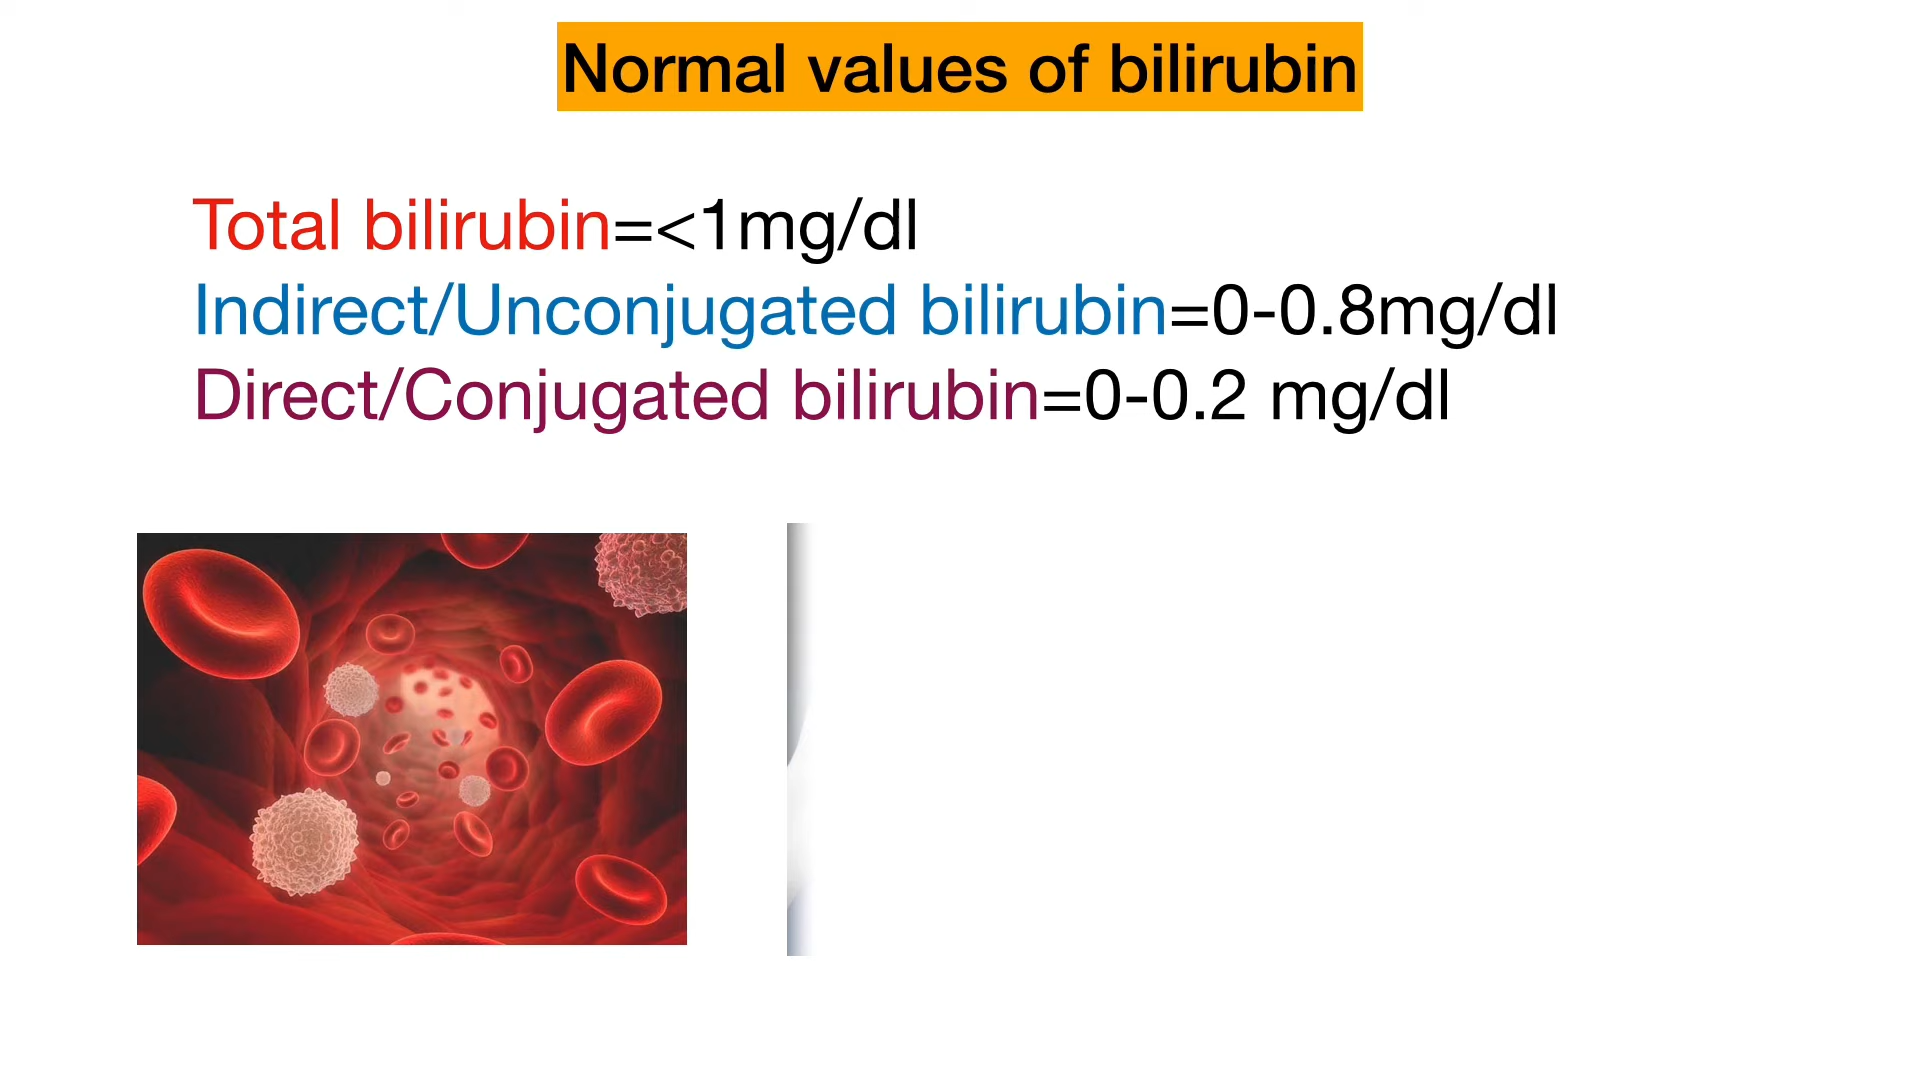 Normal values of bilirubin
Total bilirubin=<1mg/dl
Indirect/Unconjugated bilirubin=0-0.8mg/dl
Direct/Conjugated bilirubin=0-0.2 mg/dl